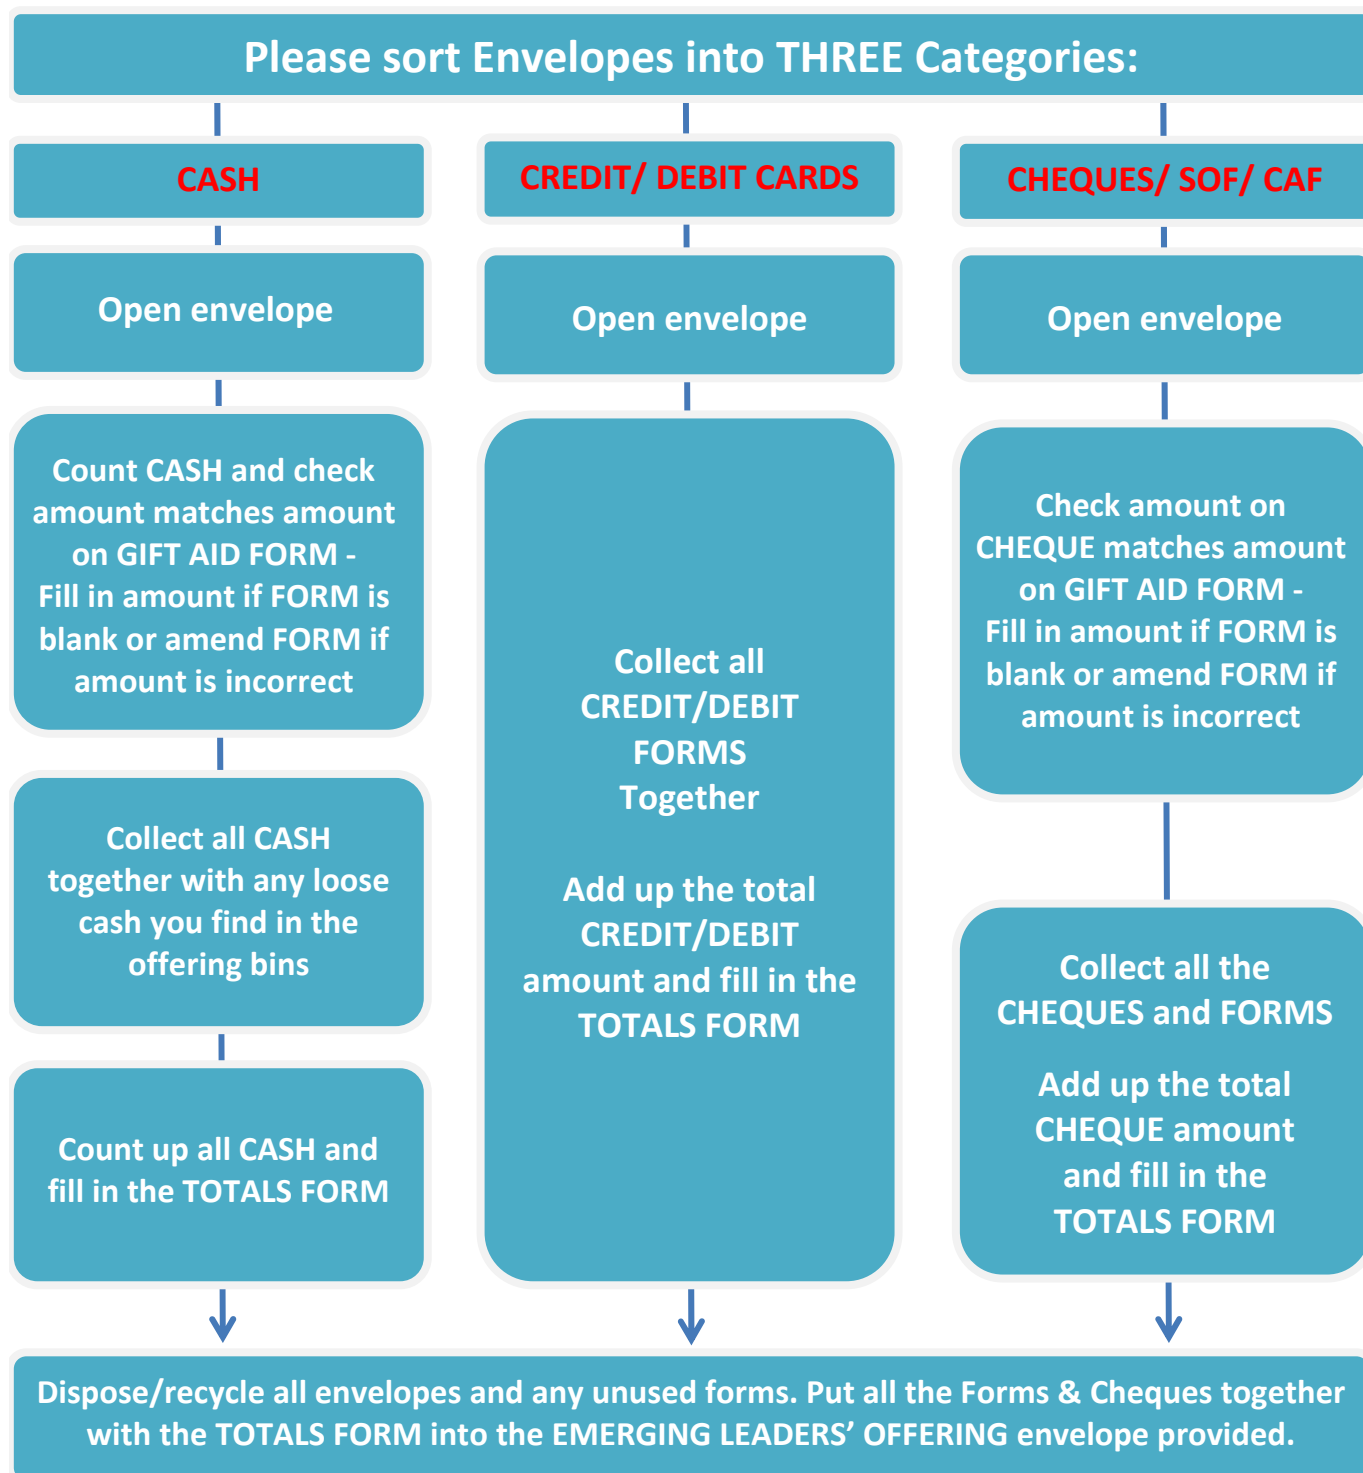 Please sort Envelopes into THREE Categories:
CASH
Open envelope
Count CASH and check
amount matches amount
on GIFT AID FORM -
Fill in amount if FORM is
blank or amend FORM if
amount is incorrect
Collect all CASH
together with any loose
cash you find in the
offering bins
Count up all CASH and
fill in the TOTALS FORM
CREDIT/ DEBIT CARDS
Open envelope
Collect all
CREDIT/DEBIT
FORMS
Together
Add up the total
CREDIT/DEBIT
amount and fill in the
TOTALS FORM
CHEQUES/ SOF/ CAF
Open envelope
Check amount on
CHEQUE matches amount
on GIFT AID FORM -
Fill in amount if FORM is
blank or amend FORM if
amount is incorrect
Collect all the
CHEQUES and FORMS
Add up the total
CHEQUE amount
and fill in the
TOTALS FORM
Dispose/recycle all envelopes and any unused forms. Put all the Forms & Cheques together
with the TOTALS FORM into the EMERGING LEADERS’ OFFERING envelope provided.